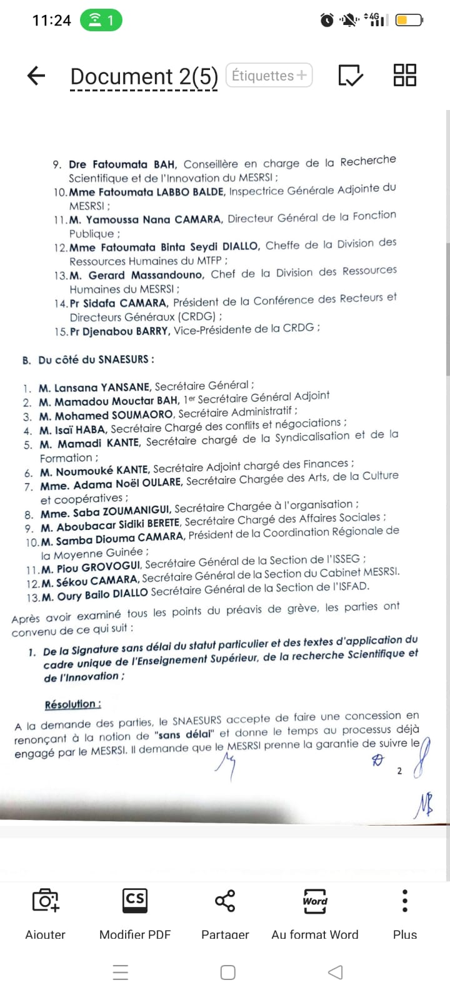 11:24 1 4G
Document 2(5) Étiquettes+
9. Dre Fatoumata BAH, Conseillère en charge de la Recherche
Scientifique et de l'Innovation du MESRSI ;
10. Mme Fatoumata LABBO BALDE, Inspectrice Générale Adjointe du
MESRSI ;
11. M. Yamoussa Nana CAMARA, Directeur Général de la Fonction
Publique ;
12. Mme Fatoumata Binta Seydi DIALLO, Cheffe de la Division des
Ressources Humaines du MTFP ;
13. M. Gerard Massandouno, Chef de la Division des Ressources
Humaines du MESRSI ;
14. Pr Sidafa CAMARA, Président de la Conférence des Recteurs et
Directeurs Généraux (CRDG) ;
15. Pr Djenabou BARRY, Vice-Présidente de la CRDG ;
B. Du côté du SNAESURS :
1. M. Lansana YANSANE, Secrétaire Général ;
2. M. Mamadou Mouctar BAH, 1er Secrétaire Général Adjoint
3. M. Mohamed SOUMAORO, Secrétaire Administratif ;
4. M. Isaï HABA, Secrétaire Chargé des conflits et négociations ;
5. M. Mamadi KANTE, Secrétaire chargé de la Syndicalisation et de la
Formation ;
6. M. Noumouké KANTE, Secrétaire Adjoint chargé des Finances ;
7. Mme. Adama Noël OULARE, Secrétaire Chargée des Arts, de la Culture
et coopératives ;
8. Mme. Saba ZOUMANIGUI, Secrétaire Chargée à l'organisation ;
9. M. Aboubacar Sidiki BERETE, Secrétaire Chargé des Affaires Sociales ;
10. M. Samba Diouma CAMARA, Président de la Coordination Régionale de
la Moyenne Guinée ;
11. M. Piou GROVOGUI, Secrétaire Général de la Section de l'ISSEG ;
12. M. Sékou CAMARA, Secrétaire Général de la Section du Cabinet MESRSI.
13. M. Oury Bailo DIALLO Secrétaire Général de la Section de l'ISFAD.
Après avoir examiné tous les points du préavis de grève, les parties ont
convenu de ce qui suit :
1. De la Signature sans délai du statut particulier et des textes d'application du
cadre unique de l'Enseignement Supérieur, de la recherche Scientifique et
de l'Innovation ;
Résolution :
A la demande des parties, le SNAESURS accepte de faire une concession en
renonçant à la notion de "sans délai" et donne le temps au processus déjà
engagé par le MESRSI. Il demande que le MESRSI prenne la garantie de suivre le
2
CS Word
Ajouter Modifier PDF Partager Au format Word Plus